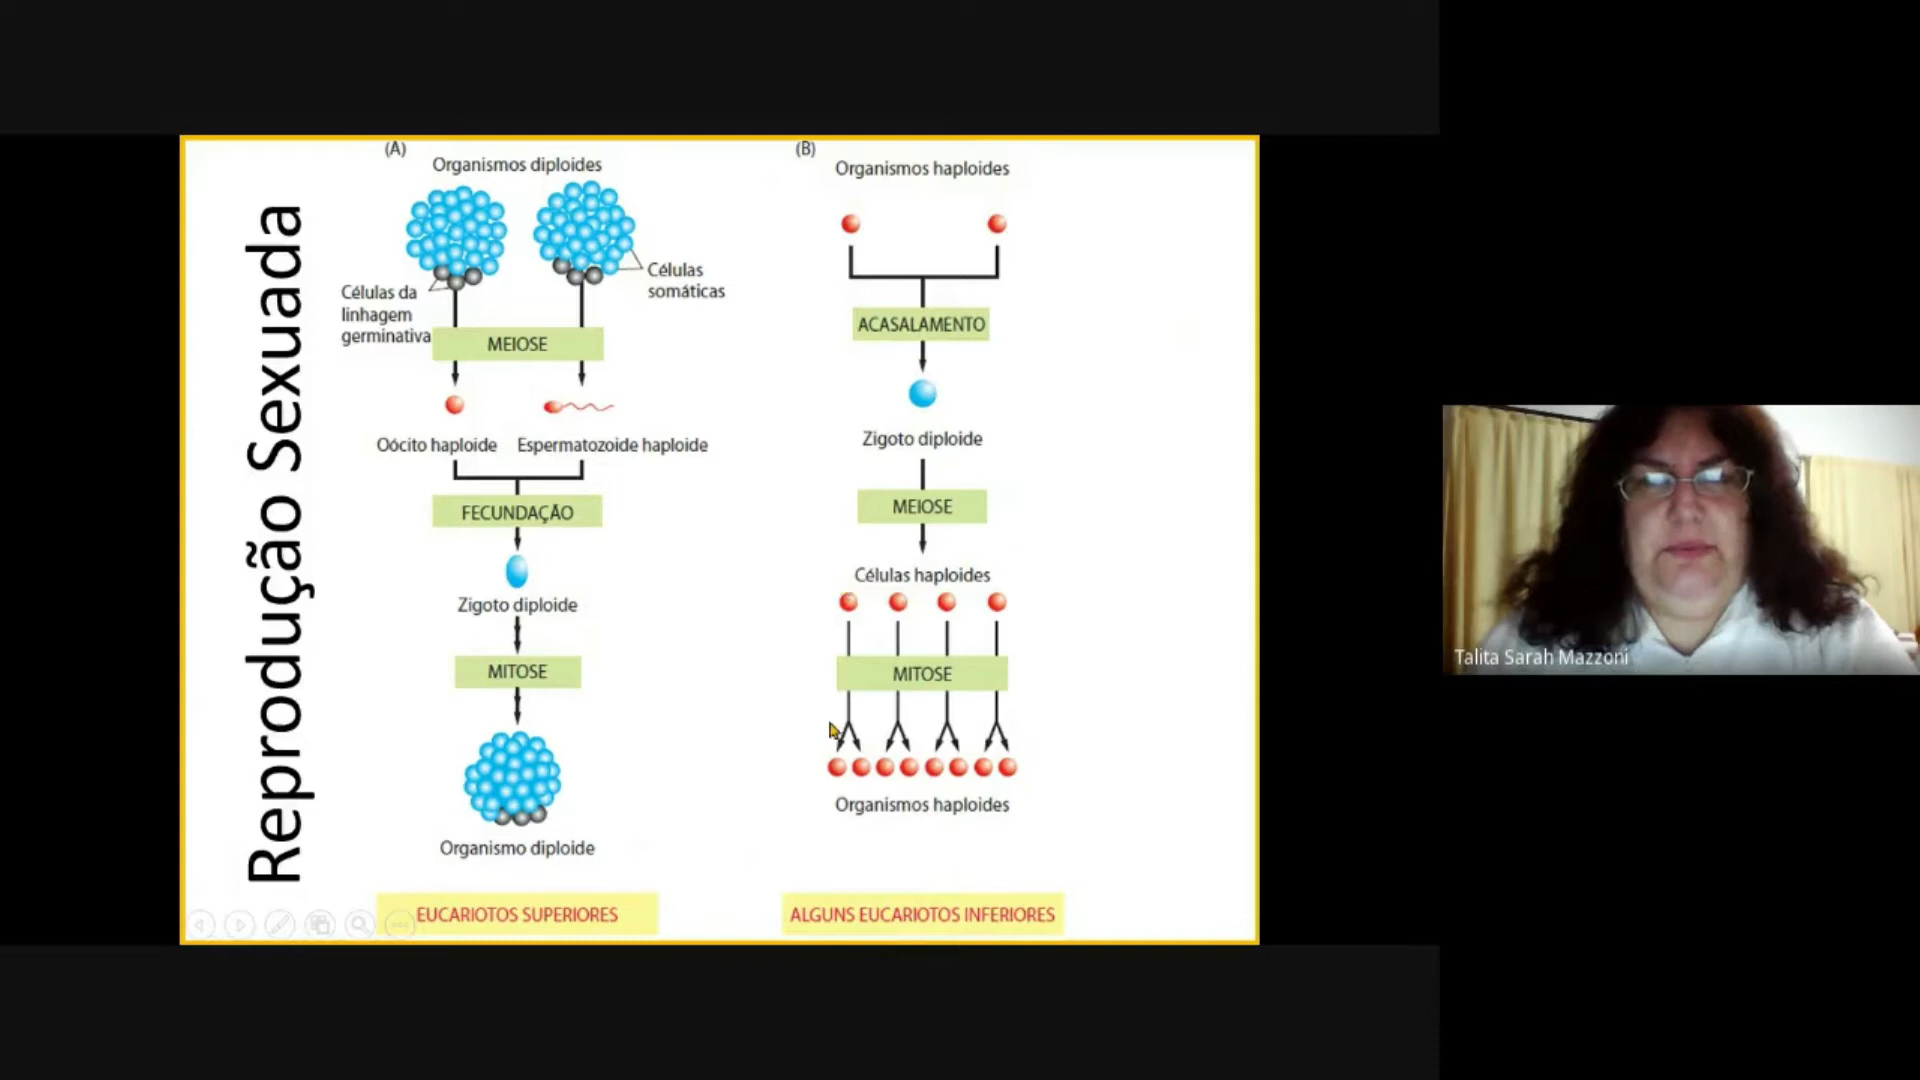 Reprodução Sexuada
(A)
Organismos diploides
Células da
linhagem
germinativa
Células
somáticas
MEIOSE
Oócito haploide
Espermatozoide haploide
FECUNDAÇÃO
Zigoto diploide
MITOSE
Organismo diploide
EUCARIOTOS SUPERIORES
(B)
Organismos haploides
ACASALAMENTO
Zigoto diploide
MEIOSE
Células haploides
MITOSE
Organismos haploides
ALGUNS EUCARIOTOS INFERIORES
Talita Sarah Mazzoni